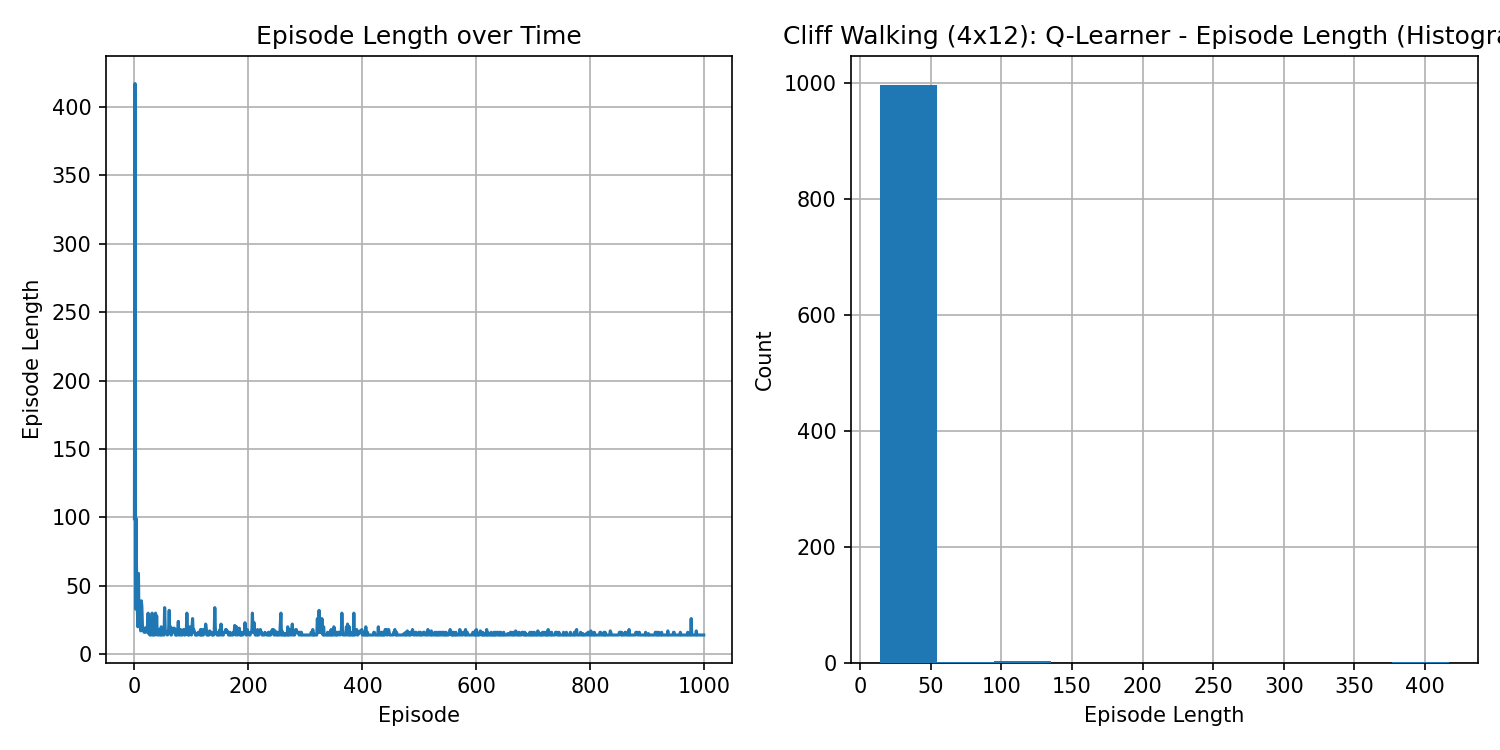 Episode Length over Time
Episode Length
400
350
300
250
200
150
100
50
0
0 200 400 600 800 1000
Episode
Cliff Walking (4x12): Q-Learner - Episode Length (Histogra
Count
1000
800
600
400
200
0
0 50 100 150 200 250 300 350 400
Episode Length